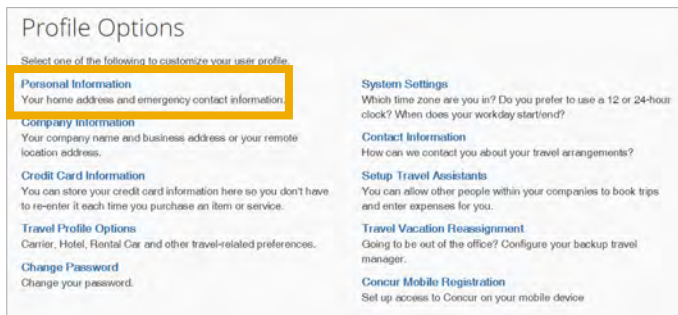 Profile Options
Select one of the following to customize your user profile.
Personal Information
Your home address and emergency contact information.
Company Information
Your company name and business address or your remote
location address.
Credit Card Information
You can store your credit card information here so you don't have
to re-enter it each time you purchase an item or service.
Travel Profile Options
Carrier, Hotel, Rental Car and other travel-related preferences.
Change Password
Change your password.
System Settings
Which time zone are you in? Do you prefer to use a 12 or 24-hour
clock? When does your workday start/end?
Contact Information
How can we contact you about your travel arrangements?
Setup Travel Assistants
You can allow other people within your companies to book trips
and enter expenses for you.
Travel Vacation Reassignment
Going to be out of the office? Configure your backup travel
manager.
Concur Mobile Registration
Set up access to Concur on your mobile device